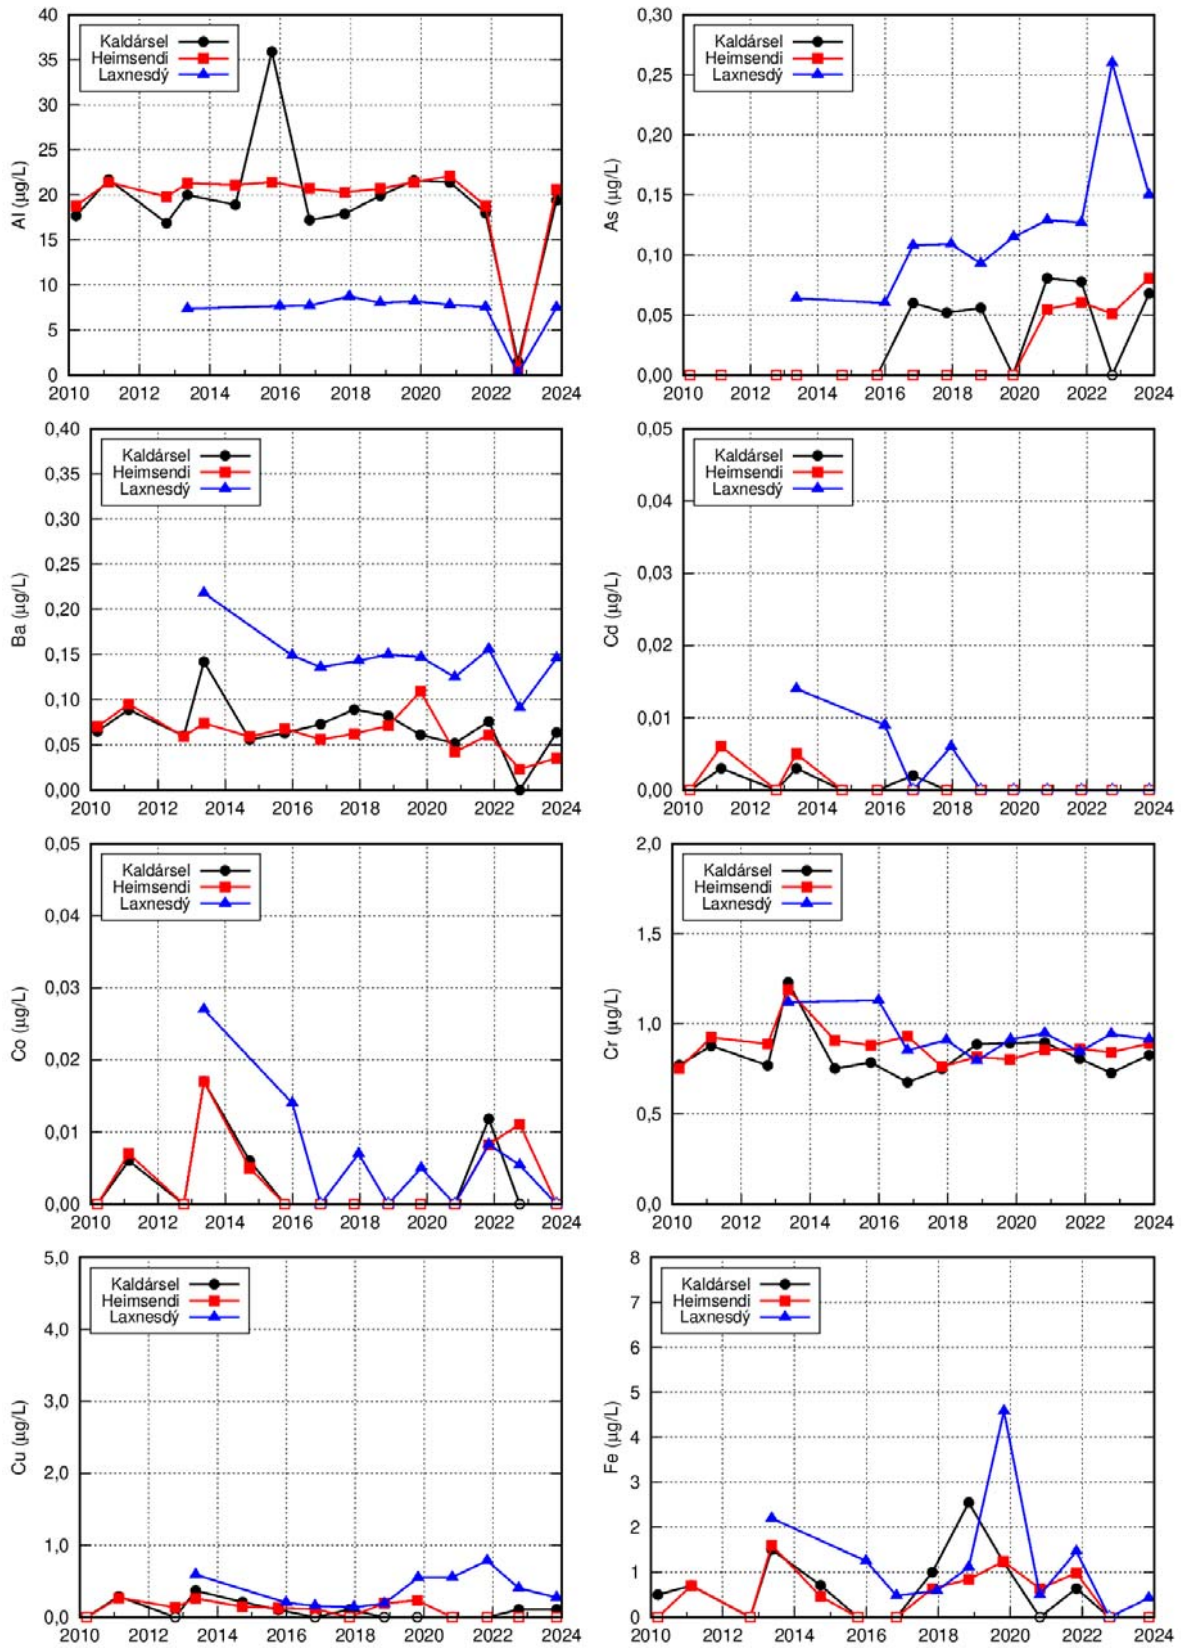 40
35
30
25
20
15
10
5
0
Al (µg/L)
Kaldársel
Heimsendi
Laxnesdý
2010 2012 2014 2016 2018 2020 2022 2024
0,30
0,25
0,20
0,15
0,10
0,05
0,00
As (µg/L)
Kaldársel
Heimsendi
Laxnesdý
2010 2012 2014 2016 2018 2020 2022 2024
0,40
0,35
0,30
0,25
0,20
0,15
0,10
0,05
0,00
Ba (µg/L)
Kaldársel
Heimsendi
Laxnesdý
2010 2012 2014 2016 2018 2020 2022 2024
0,05
0,04
0,03
0,02
0,01
0,00
Cd (µg/L)
Kaldársel
Heimsendi
Laxnesdý
2010 2012 2014 2016 2018 2020 2022 2024
0,05
0,04
0,03
0,02
0,01
0,00
Co (µg/L)
Kaldársel
Heimsendi
Laxnesdý
2010 2012 2014 2016 2018 2020 2022 2024
2,0
1,5
1,0
0,5
0,0
Cr (µg/L)
Kaldársel
Heimsendi
Laxnesdý
2010 2012 2014 2016 2018 2020 2022 2024
5,0
4,0
3,0
2,0
1,0
0,0
Cu (µg/L)
Kaldársel
Heimsendi
Laxnesdý
2010 2012 2014 2016 2018 2020 2022 2024
8
7
6
5
4
3
2
1
0
Fe (µg/L)
Kaldársel
Heimsendi
Laxnesdý
2010 2012 2014 2016 2018 2020 2022 2024